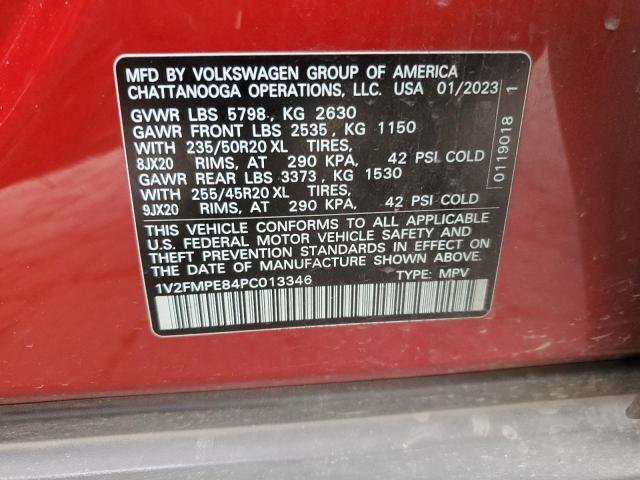 MFD BY VOLKSWAGEN GROUP OF AMERICA
CHATTANOOGA OPERATIONS, LLC. USA 01/2023
GVWR LBS 5798, KG 2630
GAWR FRONT LBS 2535, KG 1150
WITH 235/50R20 XL TIRES,
8JX20 RIMS, AT 290 KPA, 42 PSI COLD
GAWR REAR LBS 3373, KG 1530
WITH 255/45R20 XL TIRES,
9JX20 RIMS, AT 290 KPA, 42 PSI COLD
THIS VEHICLE CONFORMS TO ALL APPLICABLE
U.S. FEDERAL MOTOR VEHICLE SAFETY AND
THEFT PREVENTION STANDARDS IN EFFECT ON
THE DATE OF MANUFACTURE SHOWN ABOVE.
1V2FMPE84PC013346 TYPE: MPV
0119018 1